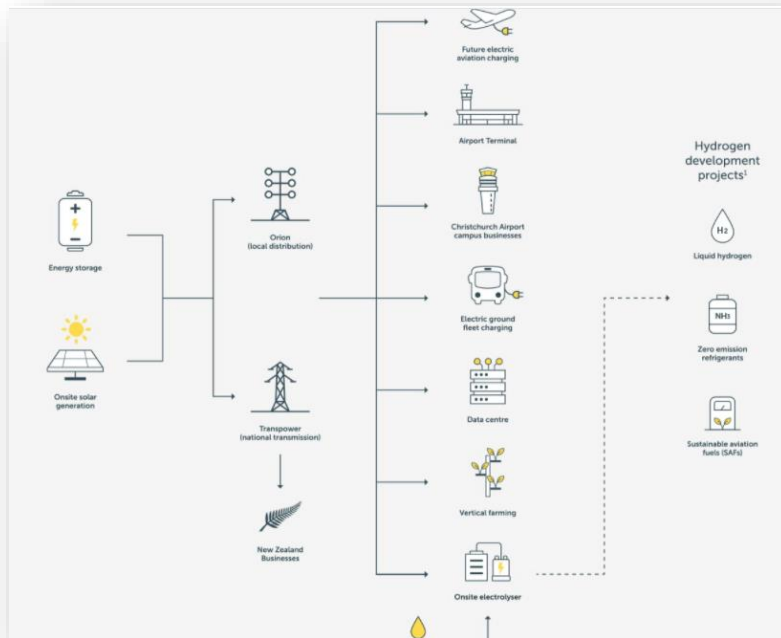 Future electric
aviation charging
Airport Terminal
Hydrogen
development
projects¹
Christchurch Airport
campus businesses
Orion
(local distribution)
H₂
Liquid hydrogen
Energy storage
Electric ground
fleet charging
NH₃
Zero emission
refrigerants
Onsite solar
generation
Transpower
(national transmission)
Data centre
Sustainable aviation
fuels (SAFs)
Vertical farming
New Zealand
Businesses
Onsite electrolyser